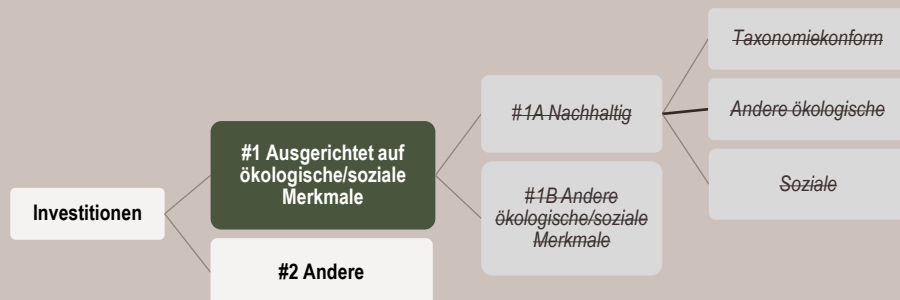 Investitionen
#1 Ausgerichtet auf
ökologische/soziale
Merkmale
#2 Andere
#1A Nachhaltig
#1B Andere
ökologische/soziale
Merkmale
Taxonomiekonform
Andere ökologische
Soziale